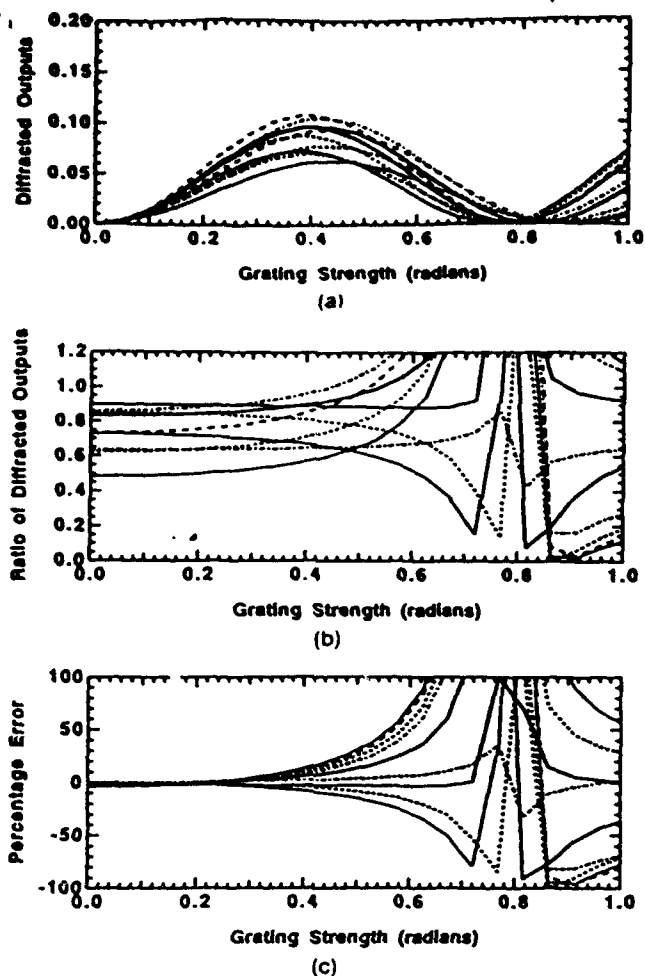 Diffracted Outputs
0.20
0.15
0.10
0.05
0.00
0.0 0.2 0.4 0.6 0.8 1.0
Grating Strength (radians)
(a)
Ratio of Diffracted Outputs
1.2
1.0
0.8
0.6
0.4
0.2
0.0
0.0 0.2 0.4 0.6 0.8 1.0
Grating Strength (radians)
(b)
Percentage Error
100
50
0
-50
-100
0.0 0.2 0.4 0.6 0.8 1.0
Grating Strength (radians)
(c)